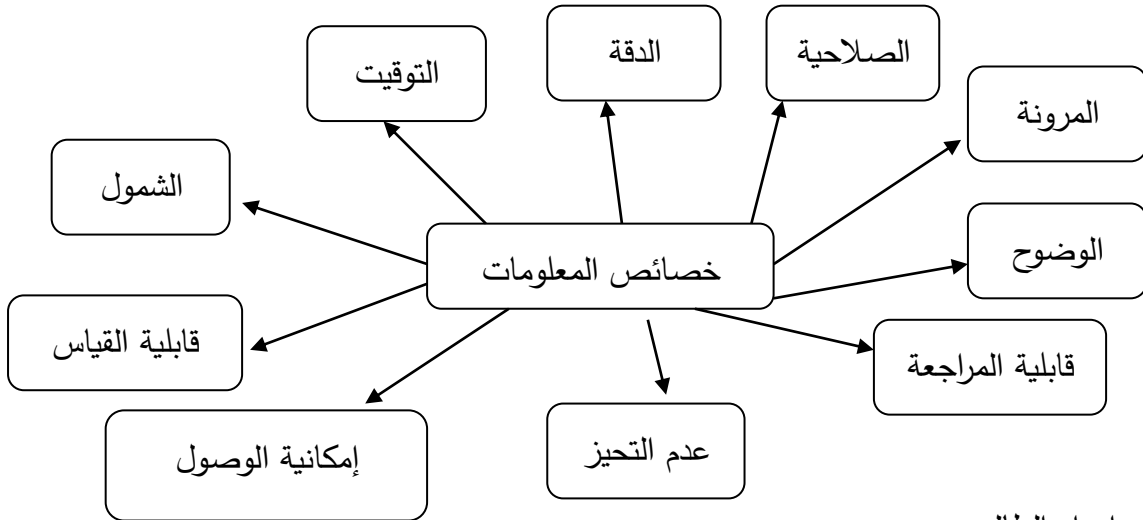 الصلاحية
الدقة
التوقيت
المرونة
الشمول
الوضوح
خصائص المعلومات
قابلية القياس
قابلية المراجعة
عدم التحيز
إمكانية الوصول